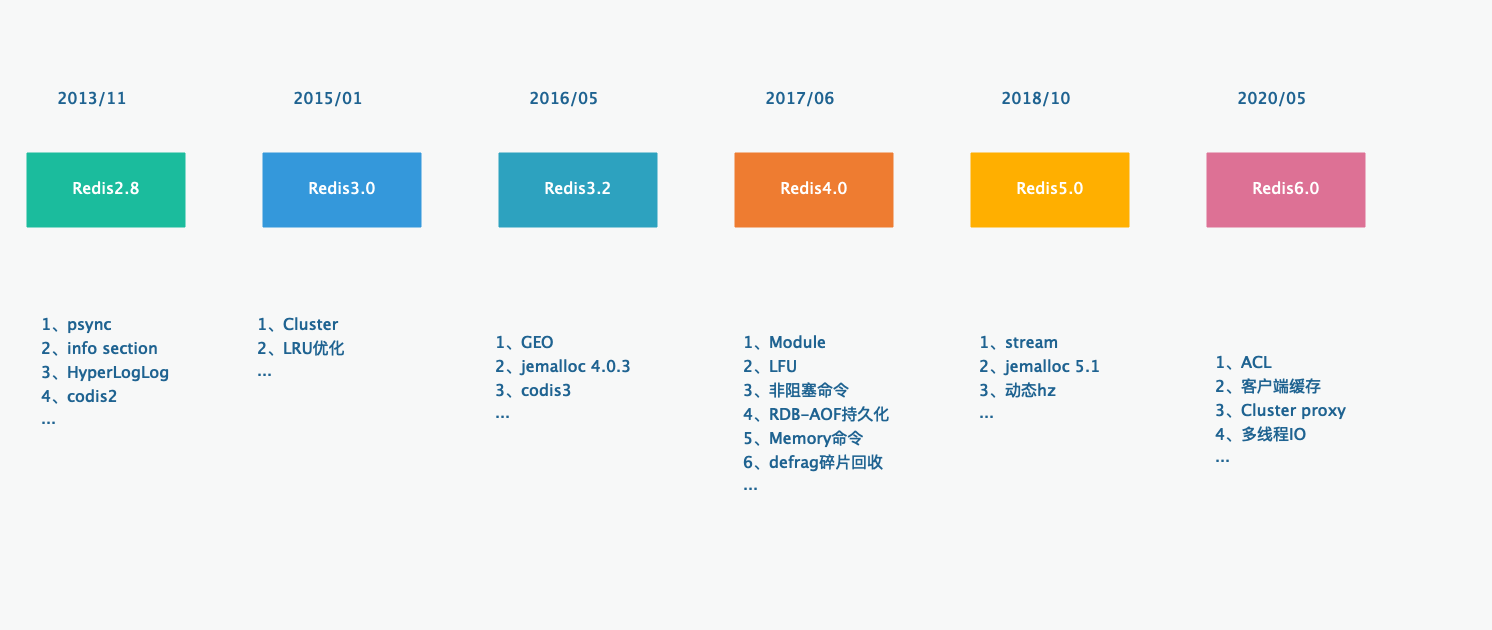 2013/11
2015/01
2016/05
2017/06
2018/10
2020/05
Redis2.8
Redis3.0
Redis3.2
Redis4.0
Redis5.0
Redis6.0
1、psync
2、info section
3、HyperLogLog
4、codis2
...
1、Cluster
2、LRU优化
...
1、GEO
2、jemalloc 4.0.3
3、codis3
...
1、Module
2、LFU
3、非阻塞命令
4、RDB-AOF持久化
5、Memory命令
6、defrag碎片回收
...
1、stream
2、jemalloc 5.1
3、动态hz
...
1、ACL
2、客户端缓存
3、Cluster proxy
4、多线程IO
...